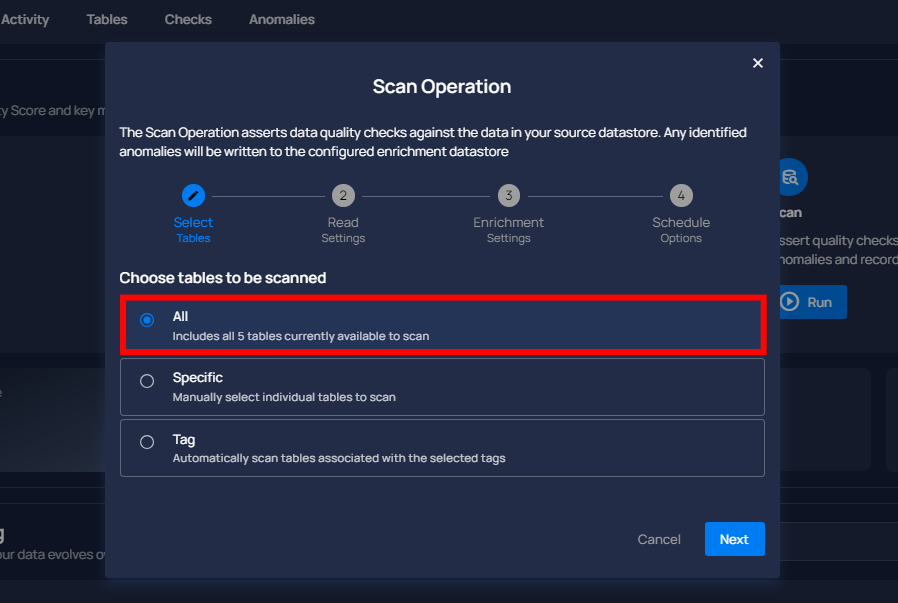 Activity Tables Checks Anomalies
Scan Operation
ty Score and key m
The Scan Operation asserts data quality checks against the data in your source datastore. Any identified
anomalies will be written to the configured enrichment datastore
2 3 4
Select Read Enrichment Schedule
Tables Settings Settings Options
can
ssert quality checks
nomalies and record
Run
Choose tables to be scanned
All
Includes all 5 tables currently available to scan
Specific
Manually select individual tables to scan
Tag
Automatically scan tables associated with the selected tags
g
our data evolves ov
Cancel Next